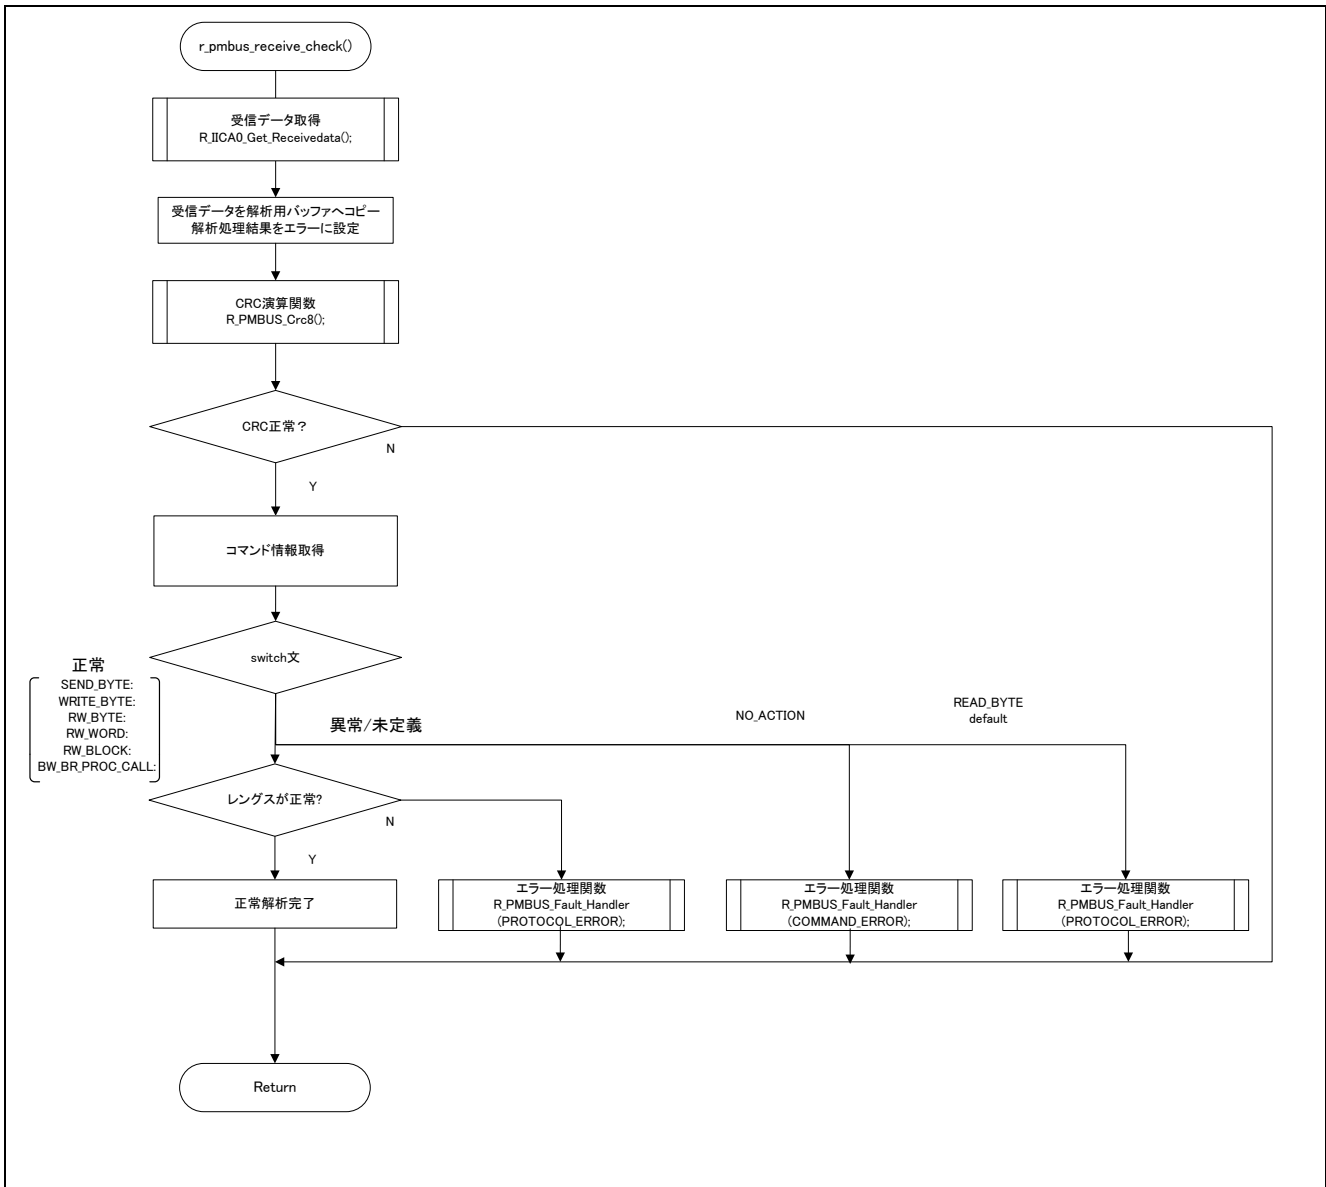 r_pmbus_receive_check()
受信データ取得
R_IICA0_Get_Receivedata();
受信データを解析用バッファへコピー
解析処理結果をエラーに設定
CRC演算関数
R_PMBUS_Crc8();
CRC正常?
N
Y
コマンド情報取得
switch文
正常
SEND_BYTE:
WRITE_BYTE:
RW_BYTE:
RW_WORD:
RW_BLOCK:
BW_BR_PROC_CALL:
異常/未定義
NO_ACTION
READ_BYTE
default
レングスが正常?
N
Y
正常解析完了
エラー処理関数
R_PMBUS_Fault_Handler
(PROTOCOL_ERROR);
エラー処理関数
R_PMBUS_Fault_Handler
(COMMAND_ERROR);
エラー処理関数
R_PMBUS_Fault_Handler
(PROTOCOL_ERROR);
Return